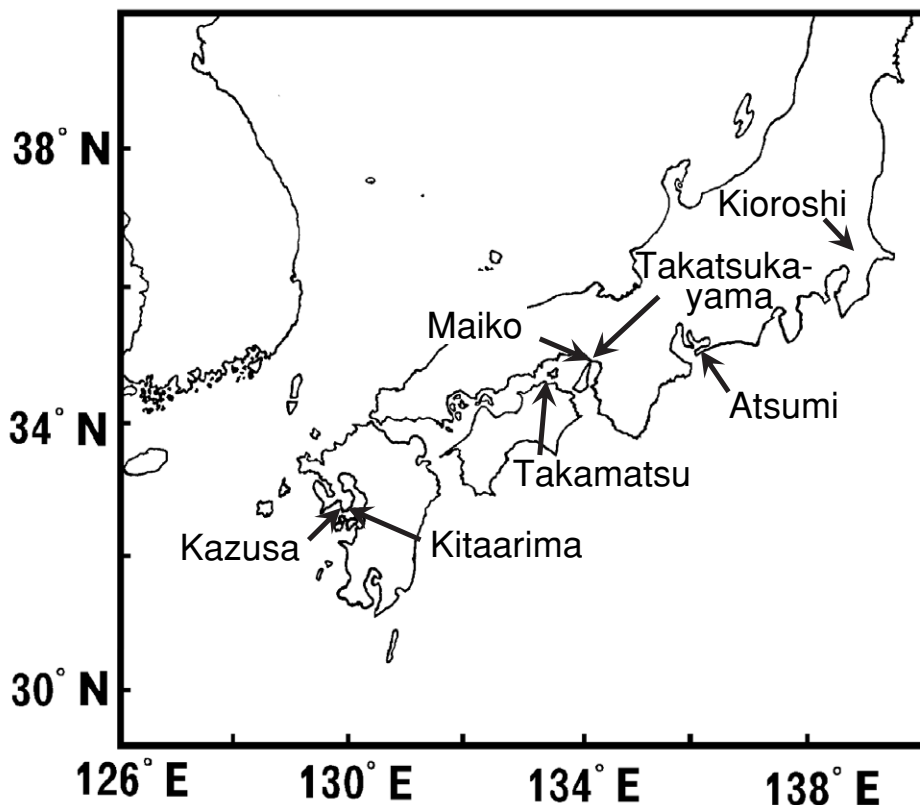 38° N
Kioroshi
Takatsuka-
yama
Maiko
34° N
Atsumi
Takamatsu
Kazusa
Kitaarima
30° N
126° E
130° E
134° E
138° E